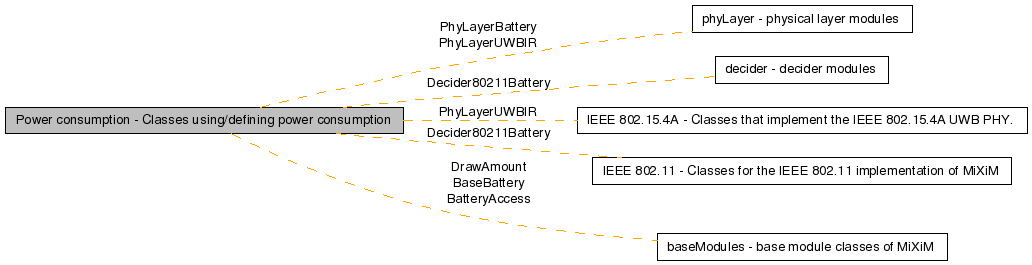 PhyLayerBattery
PhyLayerUWBIR
phyLayer - physical layer modules
Decider80211Battery
decider - decider modules
Power consumption - Classes using/defining power consumption
PhyLayerUWBIR
IEEE 802.15.4A - Classes that implement the IEEE 802.15.4A UWB PHY.
Decider80211Battery
IEEE 802.11 - Classes for the IEEE 802.11 implementation of MiXiM
DrawAmount
BaseBattery
BatteryAccess
baseModules - base module classes of MiXiM